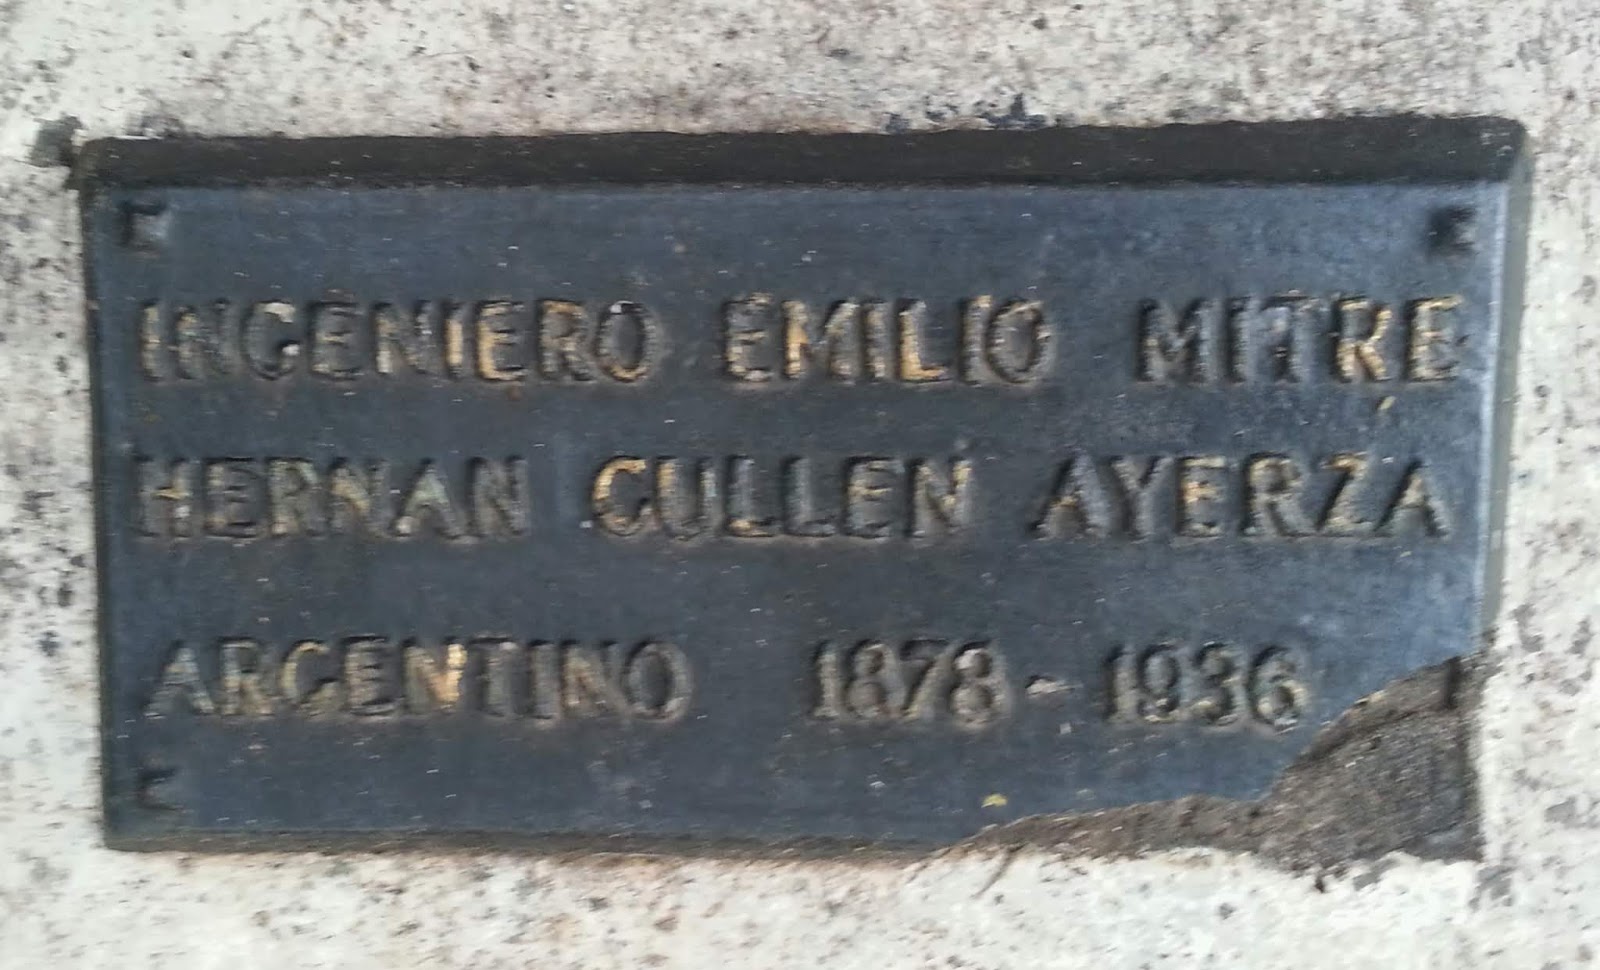 INGENIERO EMILIO MITRE
HERNAN CULLEN AYERZA
ARGENTINO 1878-1936